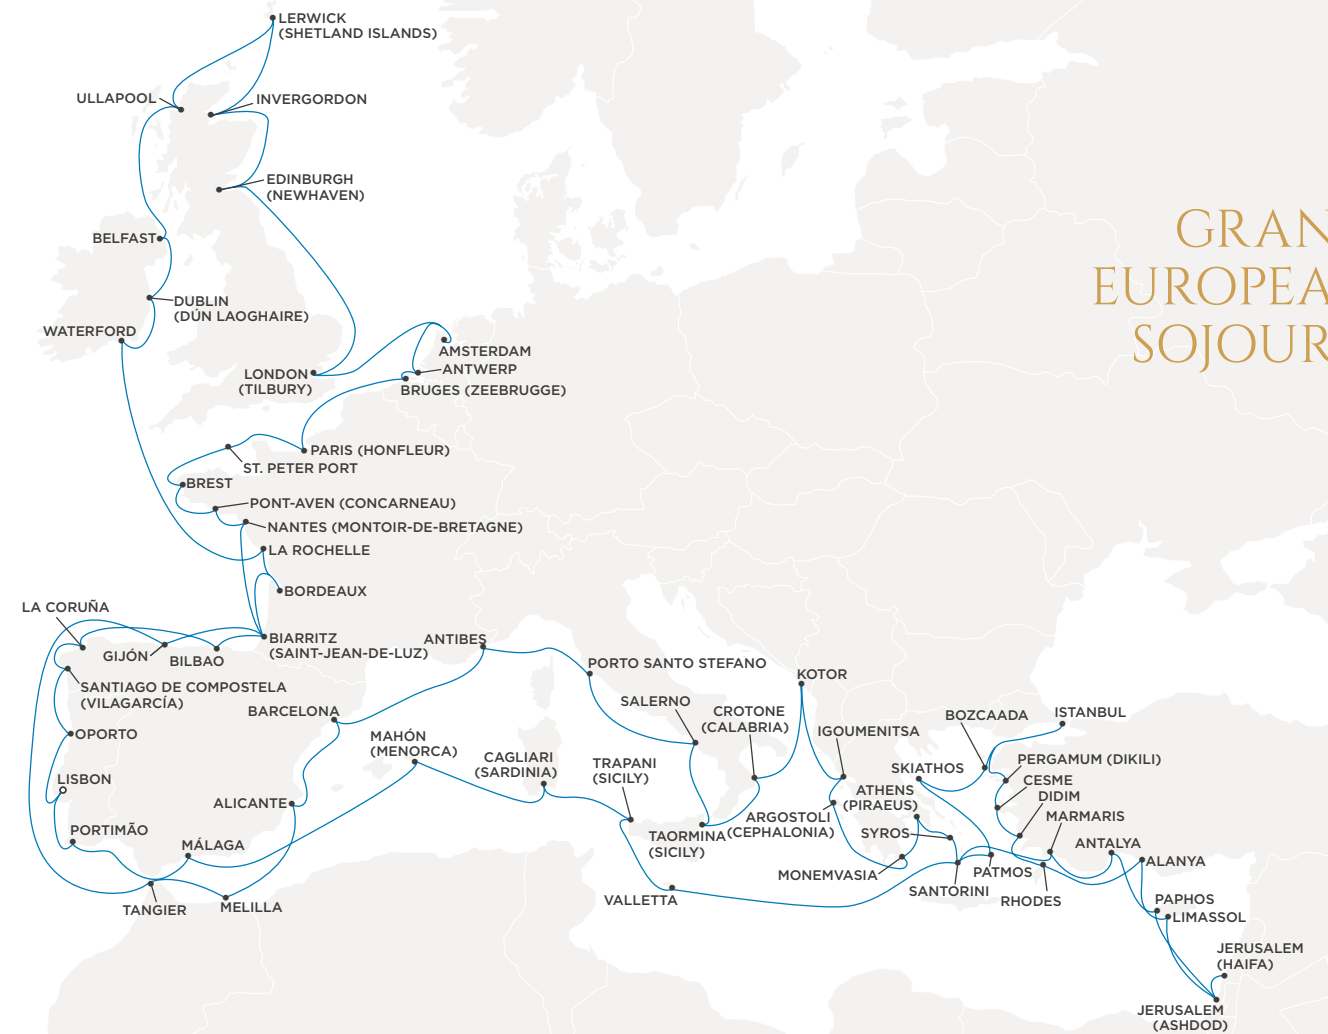 LERWICK
(SHETLAND ISLANDS)
ULLAPOOL
INVERGORDON
EDINBURGH
(NEWHAVEN)
GRAN
EUROPEA
SOJOUR
BELFAST
DUBLIN
(DÚN LAOGHAIRE)
WATERFORD
AMSTERDAM
ANTWERP
LONDON
(TILBURY)
BRUGES (ZEEBRUGGE)
PARIS (HONFLEUR)
ST. PETER PORT
BREST
PONT-AVEN (CONCARNEAU)
NANTES (MONTOIR-DE-BRETAGNE)
LA ROCHELLE
BORDEAUX
LA CORUÑA
BIARRITZ
(SAINT-JEAN-DE-LUZ)
GIJÓN
BILBAO
ANTIBES
SANTIAGO DE COMPOSTELA
(VILAGARCÍA)
PORTO SANTO STEFANO
KOTOR
BARCELONA
SALERNO
CROTONE
(CALABRIA)
BOZCAADA
ISTANBUL
OPORTO
MAHÓN
(MENORCA)
IGOUMENITSA
CAGLIARI
(SARDINIA)
TRAPANI
(SICILY)
SKIATHOS
PERGAMUM (DIKILI)
LISBON
CESME
ATHENS
(PIRAEUS)
DIDIM
ALICANTE
ARGOSTOLI
(CEPHALONIA)
MARMARIS
PORTIMÃO
TAORMINA
(SICILY)
SYROS
MÁLAGA
ANTALYA
ALANYA
MONEMVASIA
PATMOS
SANTORINI
RHODES
VALLETTA
PAPHOS
TANGIER
MELILLA
LIMASSOL
JERUSALEM
(HAIFA)
JERUSALEM
(ASHDOD)